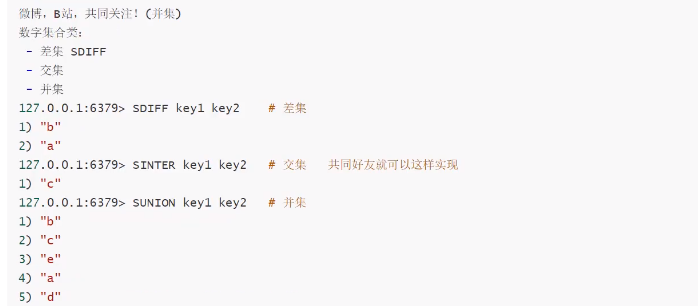 微博，B站，共同关注！(并集)
数字集合类：
- 差集 SDIFF
- 交集
- 并集
127.0.0.1:6379> SDIFF key1 key2 # 差集
1) "b"
2) "a"
127.0.0.1:6379> SINTER key1 key2 # 交集 共同好友就可以这样实现
1) "c"
127.0.0.1:6379> SUNION key1 key2 # 并集
1) "b"
2) "c"
3) "e"
4) "a"
5) "d"